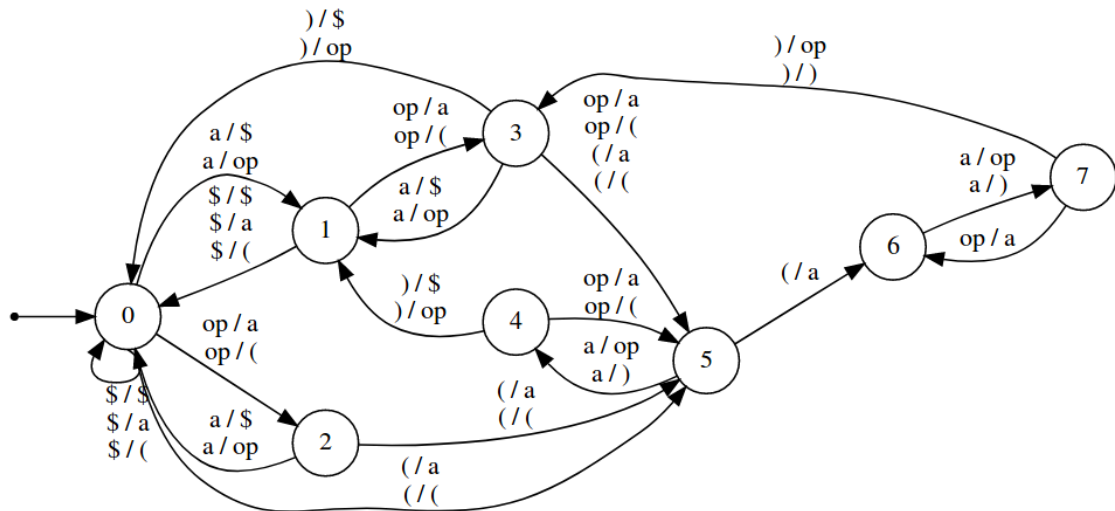 ) / $
) / op
) / op
) / )
op / a
op / (
op / a
op / (
( / a
( / (
3
a / $
a / op
a / op
a / )
7
$ / $
$ / a
$ / (
a / $
a / op
1
6
op / a
( / a
) / $
) / op
op / a
op / (
0
4
op / a
op / (
a / op
a / )
5
$ / $
$ / a
$ / (
a / $
a / op
2
( / a
( / (
( / a
( / (